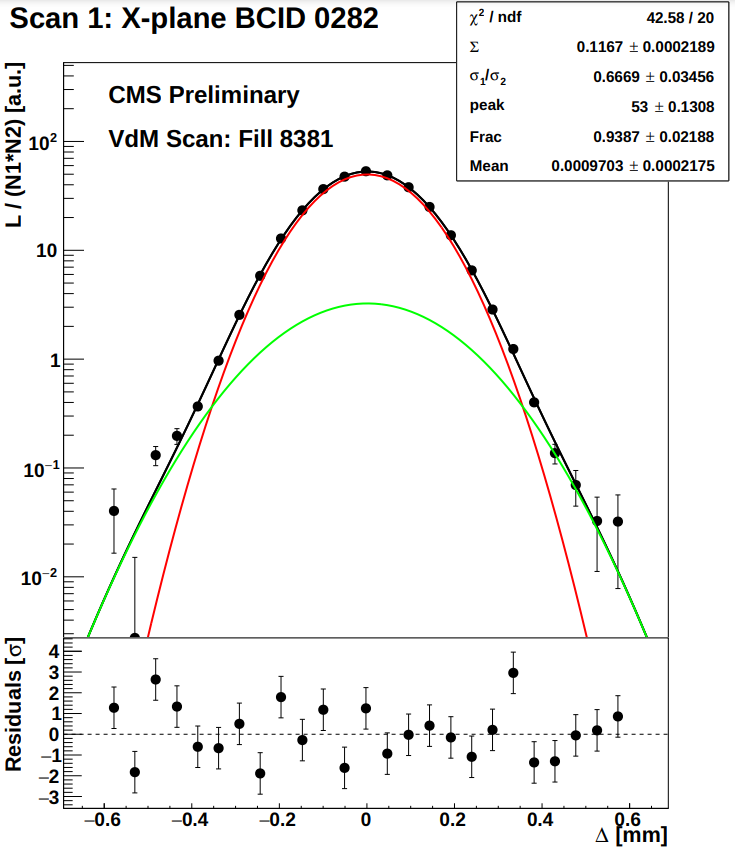 Scan 1: X-plane BCID 0282
χ² / ndf 42.58 / 20
Σ 0.1167 ± 0.0002189
σ₁/σ₂ 0.6669 ± 0.03456
peak 53 ± 0.1308
Frac 0.9387 ± 0.02188
Mean 0.0009703 ± 0.0002175
CMS Preliminary
VdM Scan: Fill 8381
L / (N1*N2) [a.u.]
10²
10
1
10⁻¹
10⁻²
Residuals [σ]
4
3
2
1
0
−1
−2
−3
−0.6 −0.4 −0.2 0 0.2 0.4 0.6
Δ [mm]